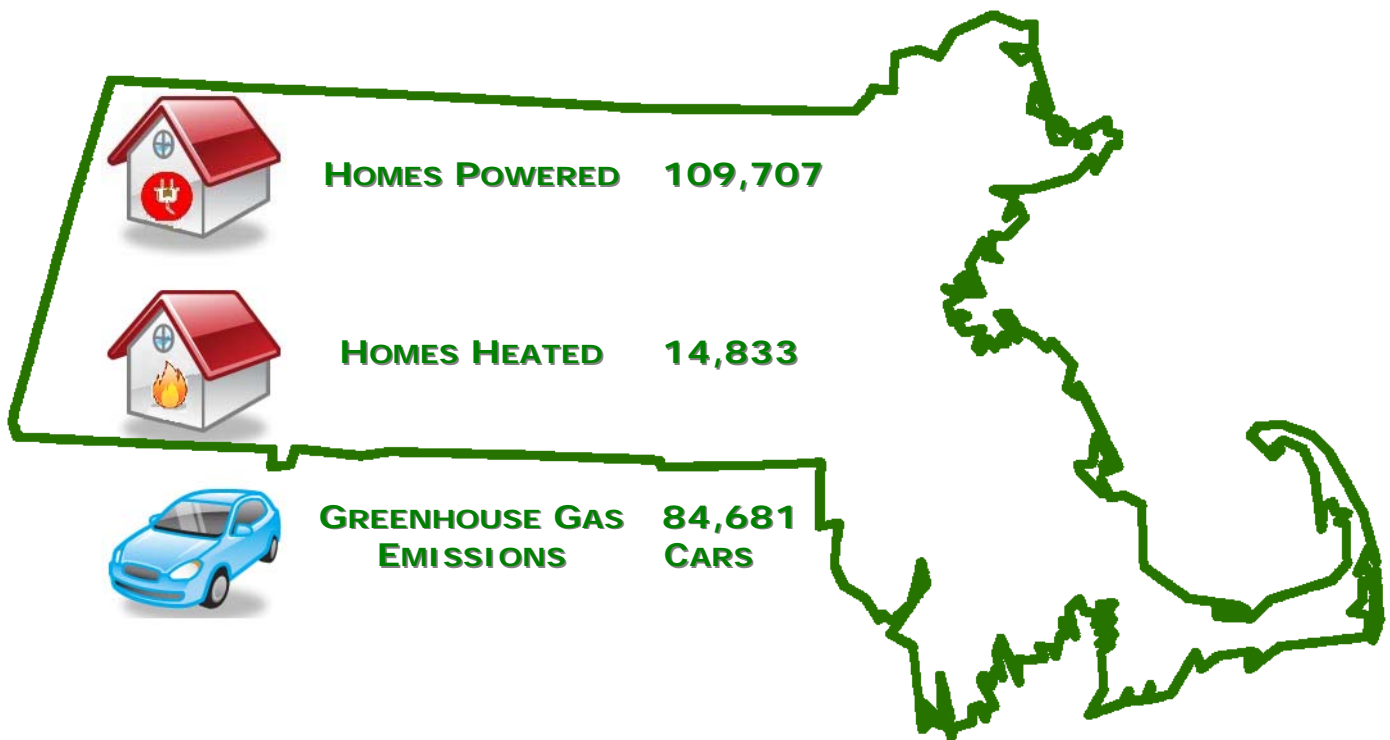 HOMES POWERED 109,707
HOMES HEATED 14,833
GREENHOUSE GAS 84,681
EMISSIONS CARS